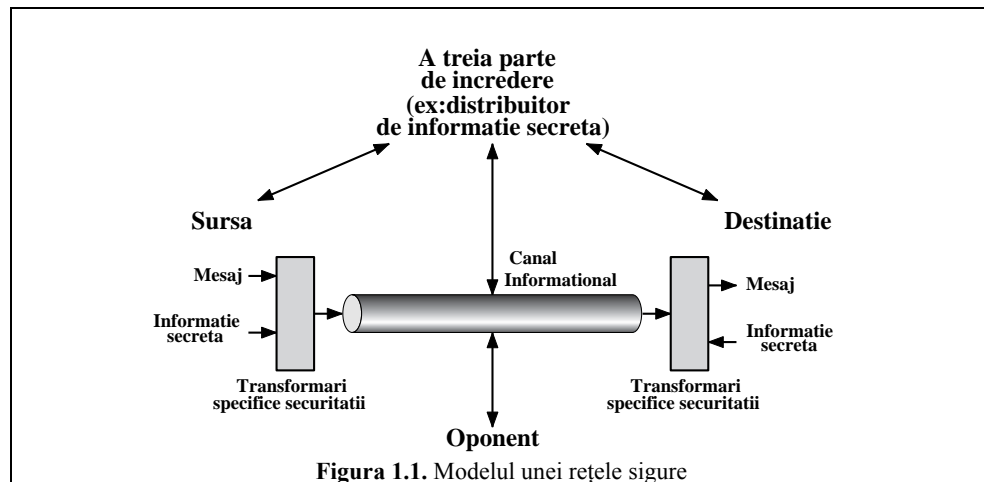 A treia parte
de incredere
(ex:distribuitor
de informatie secreta)
Sursa
Destinatie
Canal
Informational
Mesaj
Informatie
secreta
Mesaj
Informatie
secreta
Transformari
specifice securitatii
Transformari
specifice securitatii
Oponent
Figura 1.1. Modelul unei rețele sigure